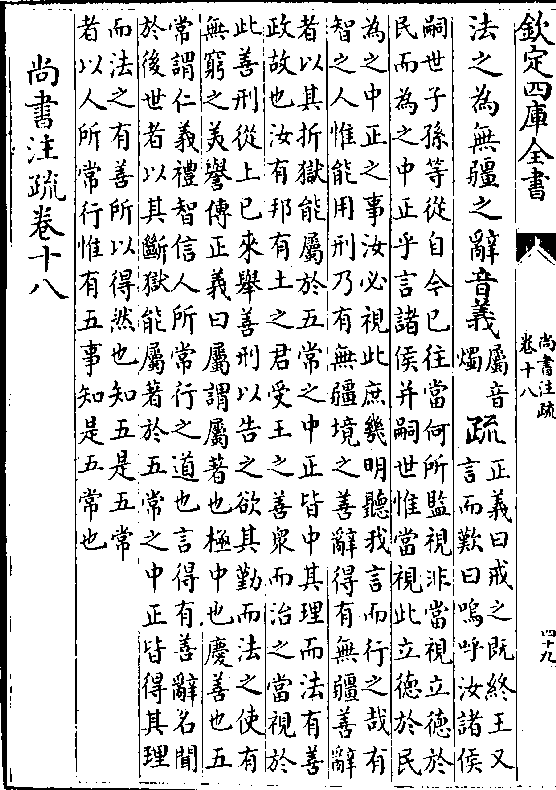 欽定四庫全書
尚書注疏
卷十八
四十九
法之為無疆之辭音義屬音燭疏正義曰戒之既終王又
言而歎曰嗚呼汝諸侯
嗣世子孫等從自今已往當何所監視非當視立德於
民而為之中正乎言諸侯并嗣世惟當視此立德於民
為之中正之事汝必視此庶幾明聽我言而行之哉有
智之人惟能用刑乃有無疆境之善辭得有無疆善辭
者以其折獄能屬於五常之中正皆中其理而法有善
政故也汝有邦有土之君受王之善衆而治之當視於
此善刑從上已來舉善刑以告之欲其勤而法之使有
無窮之美譽傳正義曰屬謂屬著也極中也慶善也五
常謂仁義禮智信人所常行之道也言得有善辭名聞
於後世者以其斷獄能屬著於五常之中正皆得其理
而法之有善所以得然也知五是五常
者以人所常行惟有五事知是五常也
尚書注疏卷十八